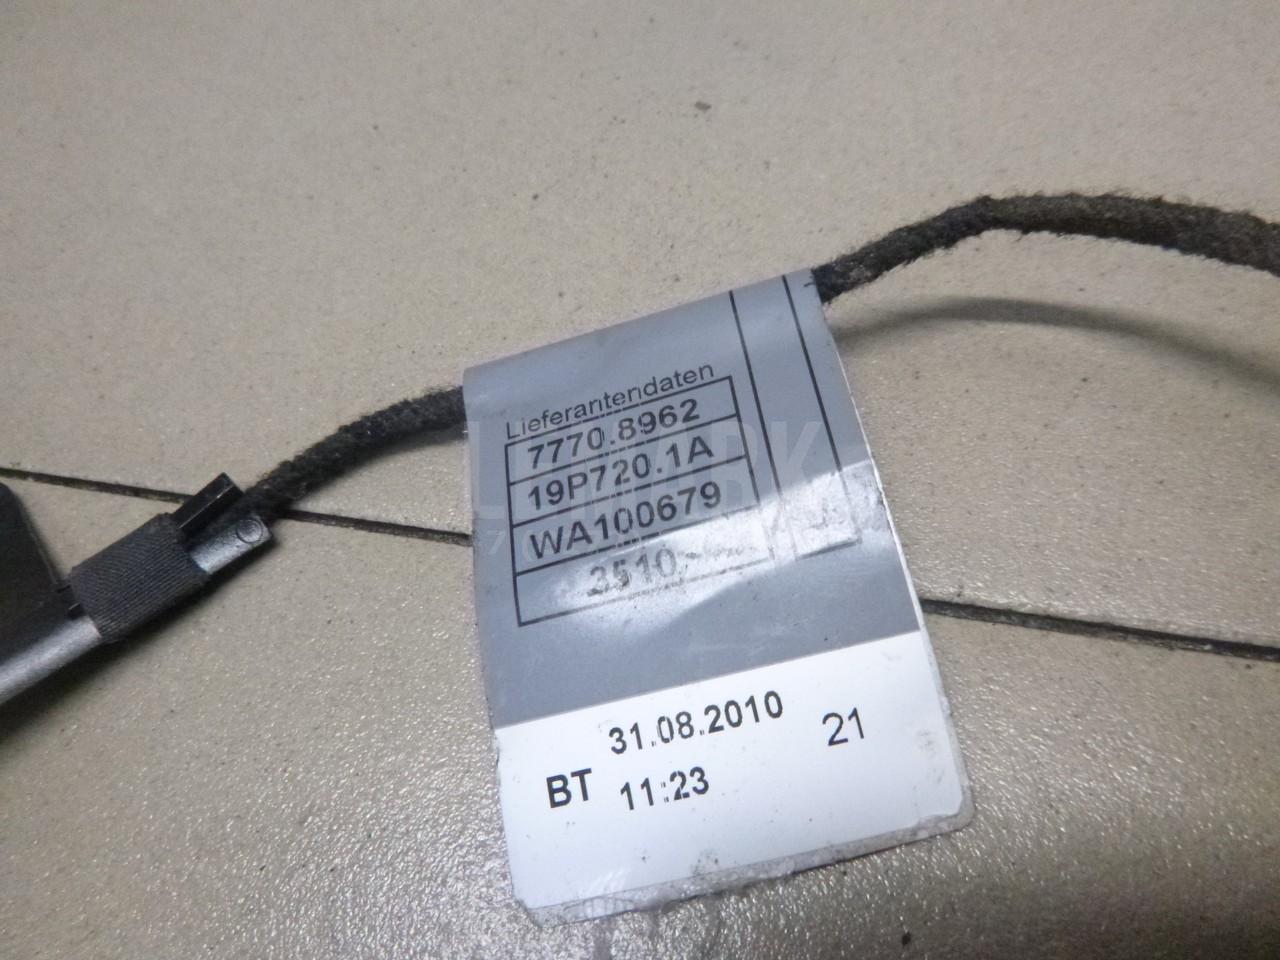 Lieferantendaten
7770.8962
19P720.1A
WA100679
3510
31.08.2010 21
BT 11:23